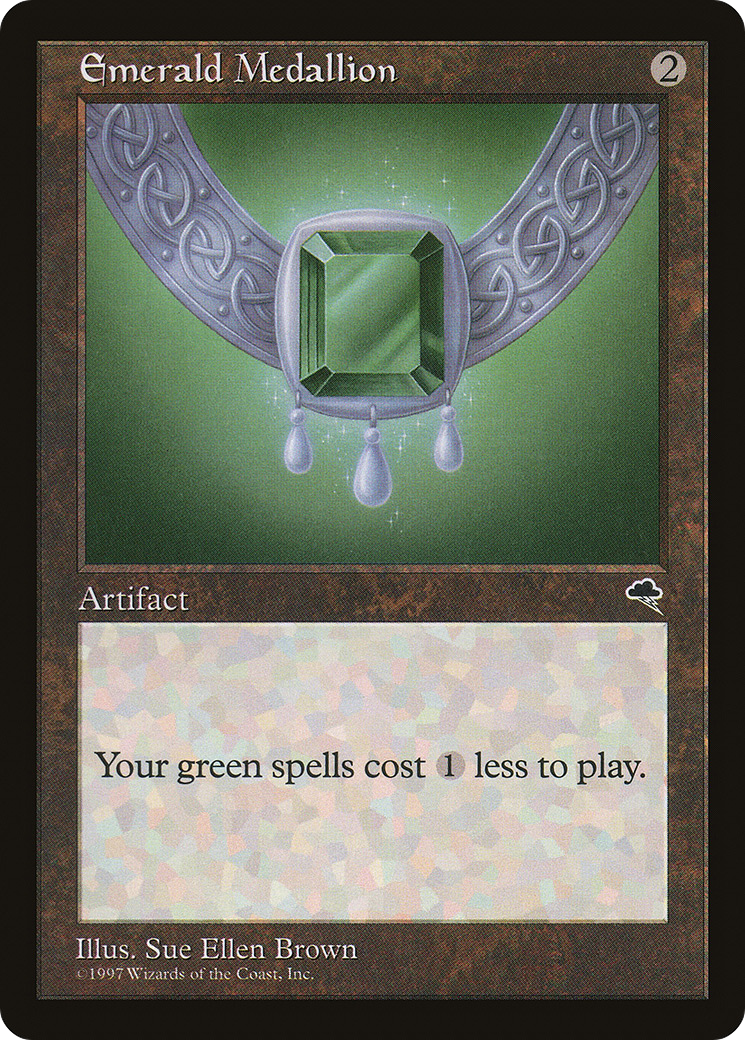 Emerald Medallion 2
Artifact
Your green spells cost 1 less to play.
Illus. Sue Ellen Brown
©1997 Wizards of the Coast, Inc.